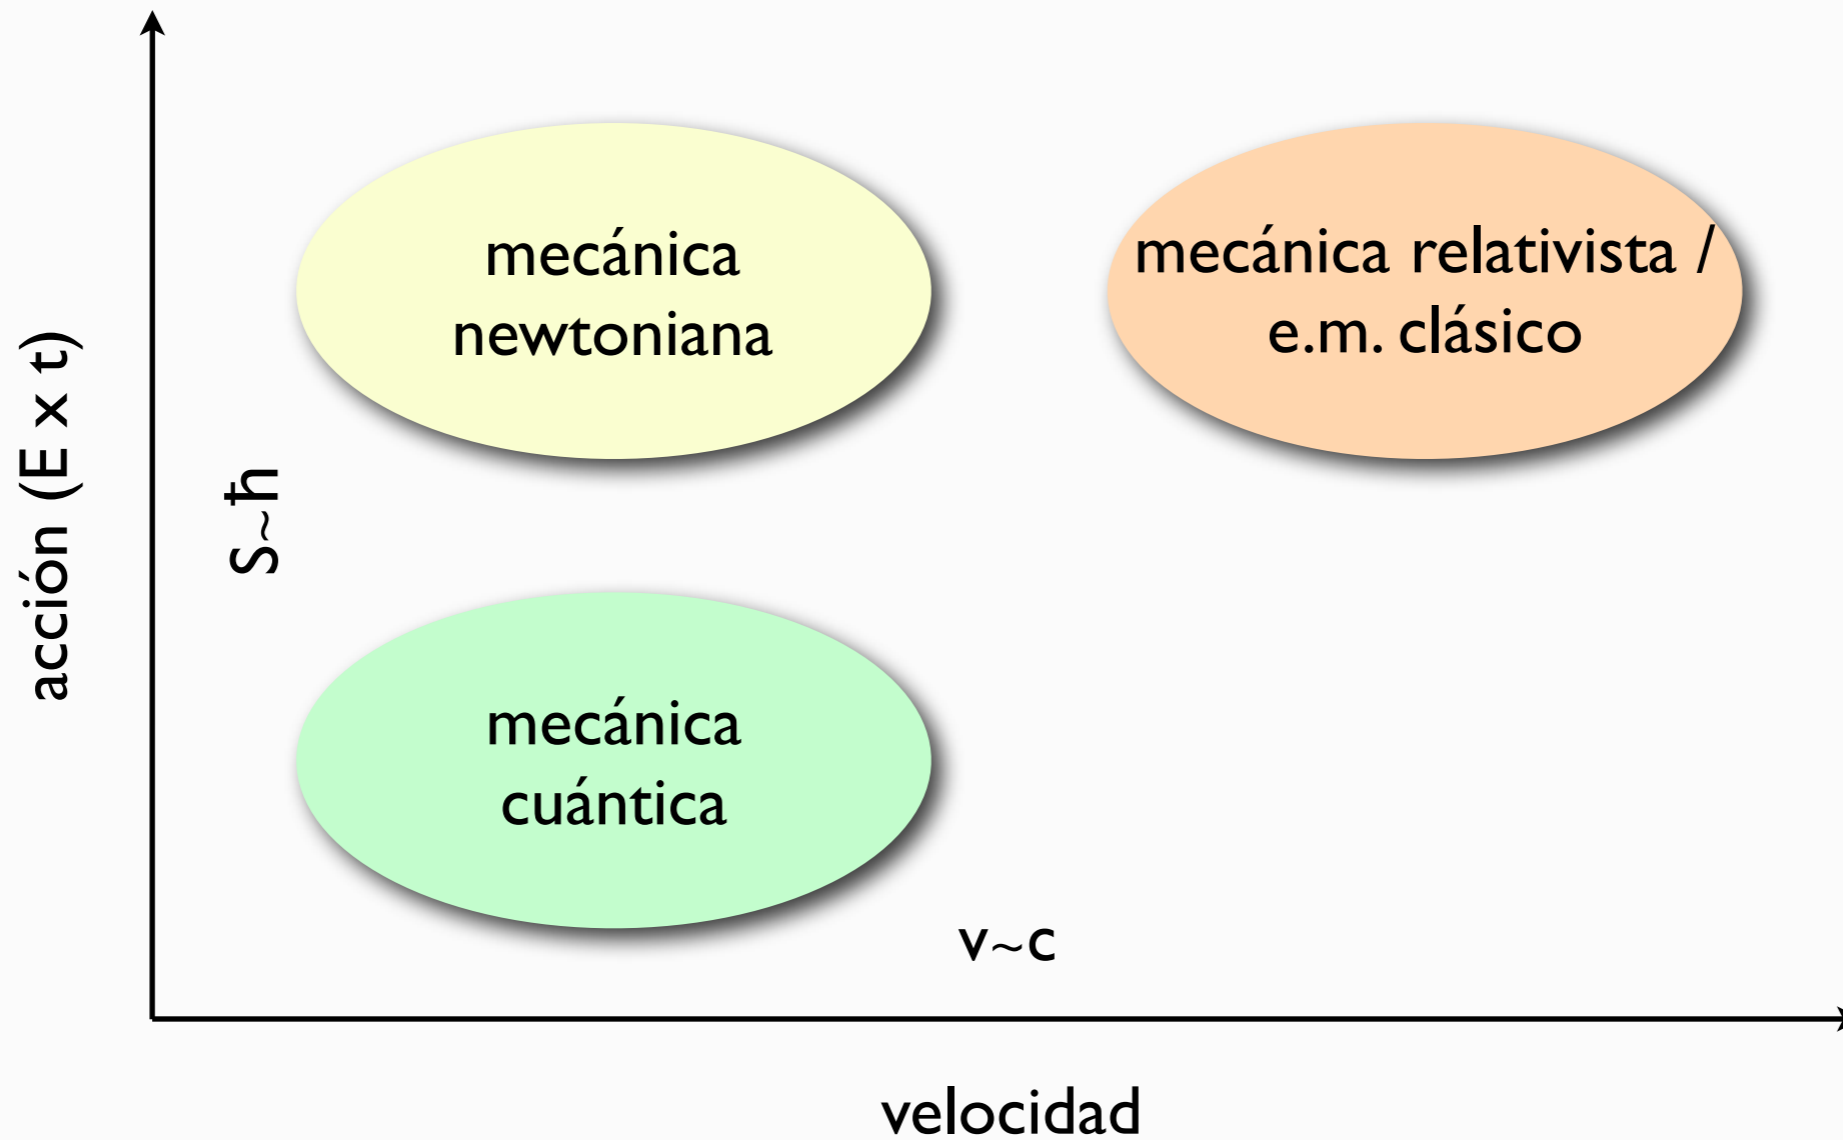 acción (E x t)
S~ħ
mecánica
newtoniana
mecánica relativista /
e.m. clásico
mecánica
cuántica
v~c
velocidad